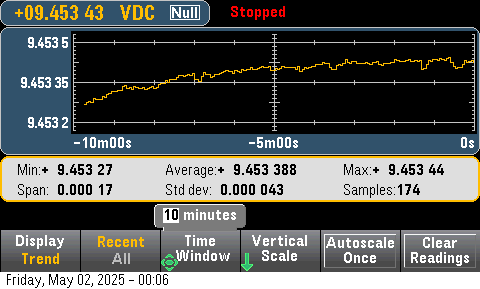 +09.453 43 VDC Null Stopped
9.453 5
9.453 35
9.453 2
-10m00s -5m00s 0s
Min:+ 9.453 27 Average:+ 9.453 388 Max:+ 9.453 44
Span: 0.000 17 Std dev: 0.000 043 Samples:174
10 minutes
Display Recent Time Vertical Autoscale Clear
Trend All Window Scale Once Readings
Friday, May 02, 2025 - 00:06